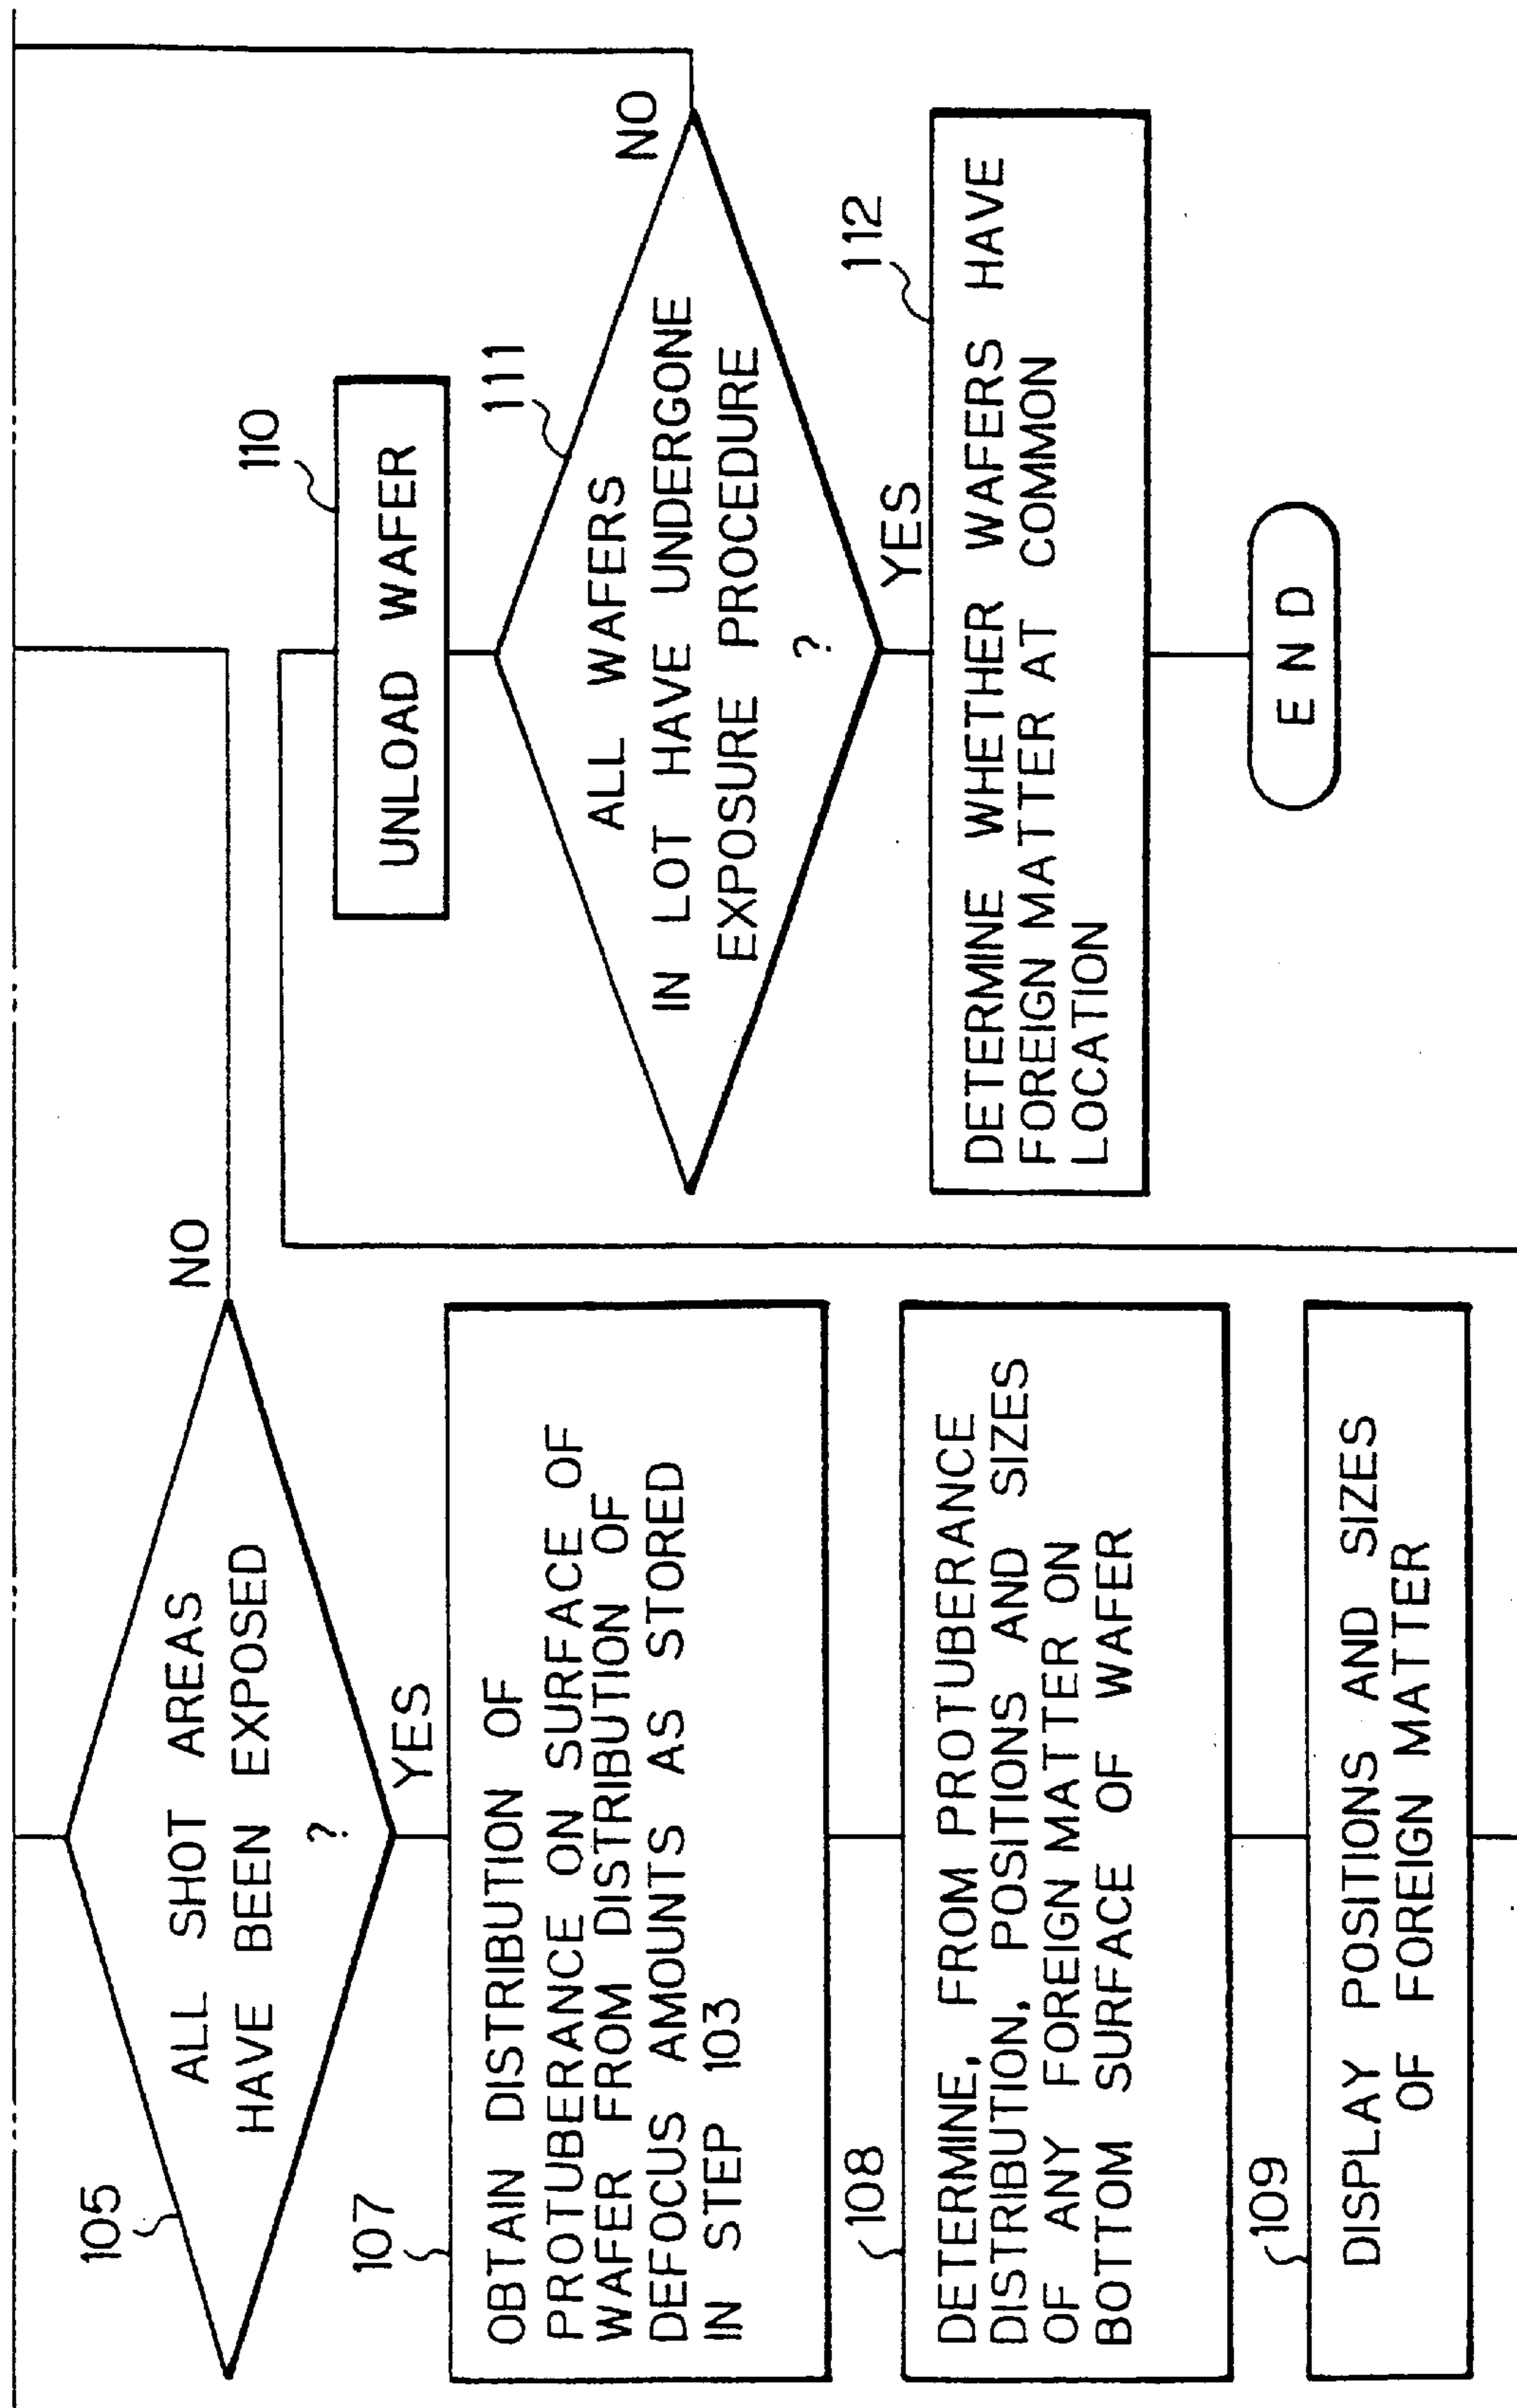 105
ALL SHOT AREAS
HAVE BEEN EXPOSED
?
NO
YES
107
OBTAIN DISTRIBUTION OF
PROTUBERANCE ON SURFACE OF
WAFER FROM DISTRIBUTION OF
DEFOCUS AMOUNTS AS STORED
IN STEP 103
108
DETERMINE, FROM PROTUBERANCE
DISTRIBUTION, POSITIONS AND SIZES
OF ANY FOREIGN MATTER ON
BOTTOM SURFACE OF WAFER
109
DISPLAY POSITIONS AND SIZES
OF FOREIGN MATTER
110
UNLOAD WAFER
111
ALL WAFERS
IN LOT HAVE UNDERGONE
EXPOSURE PROCEDURE
?
NO
YES
112
DETERMINE WHETHER WAFERS HAVE
FOREIGN MATTER AT COMMON
LOCATION
END